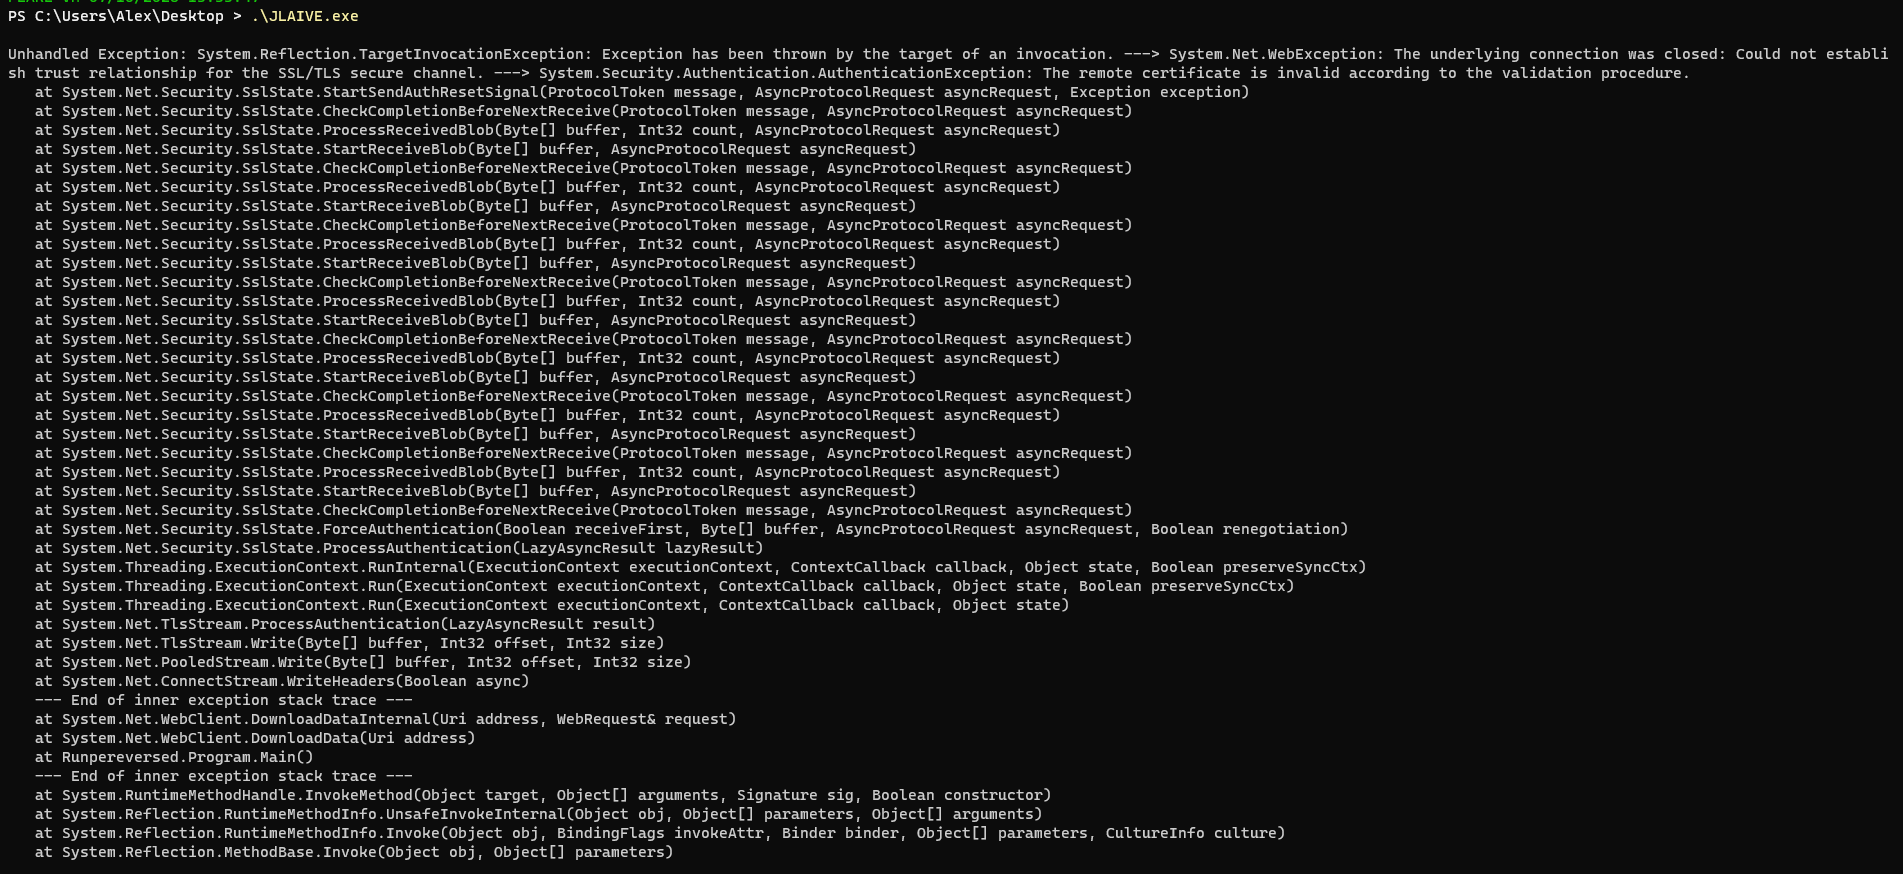 PS C:\Users\Alex\Desktop > .\JLAIVE.exe
Unhandled Exception: System.Reflection.TargetInvocationException: Exception has been thrown by the target of an invocation. ---> System.Net.WebException: The underlying connection was closed: Could not establi
sh trust relationship for the SSL/TLS secure channel. ---> System.Security.Authentication.AuthenticationException: The remote certificate is invalid according to the validation procedure.
at System.Net.Security.SslState.StartSendAuthResetSignal(ProtocolToken message, AsyncProtocolRequest asyncRequest, Exception exception)
at System.Net.Security.SslState.CheckCompletionBeforeNextReceive(ProtocolToken message, AsyncProtocolRequest asyncRequest)
at System.Net.Security.SslState.ProcessReceivedBlob(Byte[] buffer, Int32 count, AsyncProtocolRequest asyncRequest)
at System.Net.Security.SslState.StartReceiveBlob(Byte[] buffer, AsyncProtocolRequest asyncRequest)
at System.Net.Security.SslState.CheckCompletionBeforeNextReceive(ProtocolToken message, AsyncProtocolRequest asyncRequest)
at System.Net.Security.SslState.ProcessReceivedBlob(Byte[] buffer, Int32 count, AsyncProtocolRequest asyncRequest)
at System.Net.Security.SslState.StartReceiveBlob(Byte[] buffer, AsyncProtocolRequest asyncRequest)
at System.Net.Security.SslState.CheckCompletionBeforeNextReceive(ProtocolToken message, AsyncProtocolRequest asyncRequest)
at System.Net.Security.SslState.ProcessReceivedBlob(Byte[] buffer, Int32 count, AsyncProtocolRequest asyncRequest)
at System.Net.Security.SslState.StartReceiveBlob(Byte[] buffer, AsyncProtocolRequest asyncRequest)
at System.Net.Security.SslState.CheckCompletionBeforeNextReceive(ProtocolToken message, AsyncProtocolRequest asyncRequest)
at System.Net.Security.SslState.ProcessReceivedBlob(Byte[] buffer, Int32 count, AsyncProtocolRequest asyncRequest)
at System.Net.Security.SslState.StartReceiveBlob(Byte[] buffer, AsyncProtocolRequest asyncRequest)
at System.Net.Security.SslState.CheckCompletionBeforeNextReceive(ProtocolToken message, AsyncProtocolRequest asyncRequest)
at System.Net.Security.SslState.ProcessReceivedBlob(Byte[] buffer, Int32 count, AsyncProtocolRequest asyncRequest)
at System.Net.Security.SslState.StartReceiveBlob(Byte[] buffer, AsyncProtocolRequest asyncRequest)
at System.Net.Security.SslState.CheckCompletionBeforeNextReceive(ProtocolToken message, AsyncProtocolRequest asyncRequest)
at System.Net.Security.SslState.ProcessReceivedBlob(Byte[] buffer, Int32 count, AsyncProtocolRequest asyncRequest)
at System.Net.Security.SslState.StartReceiveBlob(Byte[] buffer, AsyncProtocolRequest asyncRequest)
at System.Net.Security.SslState.CheckCompletionBeforeNextReceive(ProtocolToken message, AsyncProtocolRequest asyncRequest)
at System.Net.Security.SslState.ProcessReceivedBlob(Byte[] buffer, Int32 count, AsyncProtocolRequest asyncRequest)
at System.Net.Security.SslState.StartReceiveBlob(Byte[] buffer, AsyncProtocolRequest asyncRequest)
at System.Net.Security.SslState.CheckCompletionBeforeNextReceive(ProtocolToken message, AsyncProtocolRequest asyncRequest)
at System.Net.Security.SslState.ForceAuthentication(Boolean receiveFirst, Byte[] buffer, AsyncProtocolRequest asyncRequest, Boolean renegotiation)
at System.Net.Security.SslState.ProcessAuthentication(LazyAsyncResult lazyResult)
at System.Threading.ExecutionContext.RunInternal(ExecutionContext executionContext, ContextCallback callback, Object state, Boolean preserveSyncCtx)
at System.Threading.ExecutionContext.Run(ExecutionContext executionContext, ContextCallback callback, Object state, Boolean preserveSyncCtx)
at System.Threading.ExecutionContext.Run(ExecutionContext executionContext, ContextCallback callback, Object state)
at System.Net.TlsStream.ProcessAuthentication(LazyAsyncResult result)
at System.Net.TlsStream.Write(Byte[] buffer, Int32 offset, Int32 size)
at System.Net.PooledStream.Write(Byte[] buffer, Int32 offset, Int32 size)
at System.Net.ConnectStream.WriteHeaders(Boolean async)
--- End of inner exception stack trace ---
at System.Net.WebClient.DownloadDataInternal(Uri address, WebRequest& request)
at System.Net.WebClient.DownloadData(Uri address)
at Runpereversed.Program.Main()
--- End of inner exception stack trace ---
at System.RuntimeMethodHandle.InvokeMethod(Object target, Object[] arguments, Signature sig, Boolean constructor)
at System.Reflection.RuntimeMethodInfo.UnsafeInvokeInternal(Object obj, Object[] parameters, Object[] arguments)
at System.Reflection.RuntimeMethodInfo.Invoke(Object obj, BindingFlags invokeAttr, Binder binder, Object[] parameters, CultureInfo culture)
at System.Reflection.MethodBase.Invoke(Object obj, Object[] parameters)